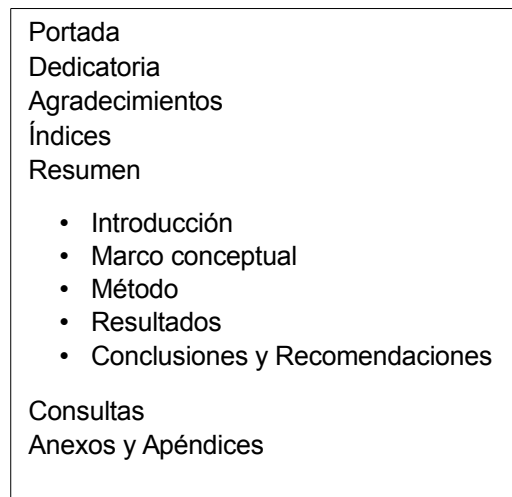 Portada
Dedicatoria
Agradecimientos
Índices
Resumen
• Introducción
• Marco conceptual
• Método
• Resultados
• Conclusiones y Recomendaciones
Consultas
Anexos y Apéndices